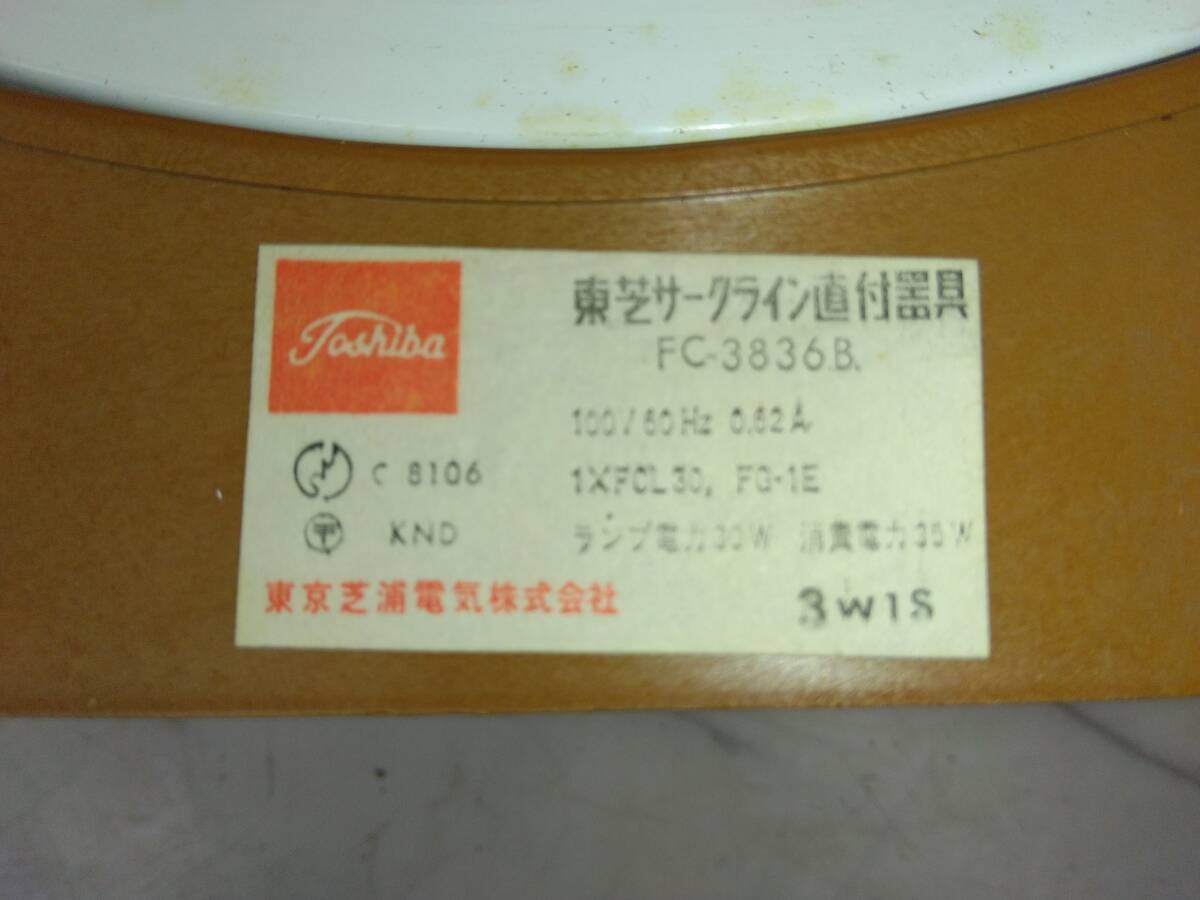 Toshiba
東芝サークライン直付器具
FC-3836B.
100/60Hz 0.62A
1XFCL30, FG-1E
ランプ電力30W 消費電力35W
C 8106
〒 KND
東京芝浦電気株式会社
3W1S